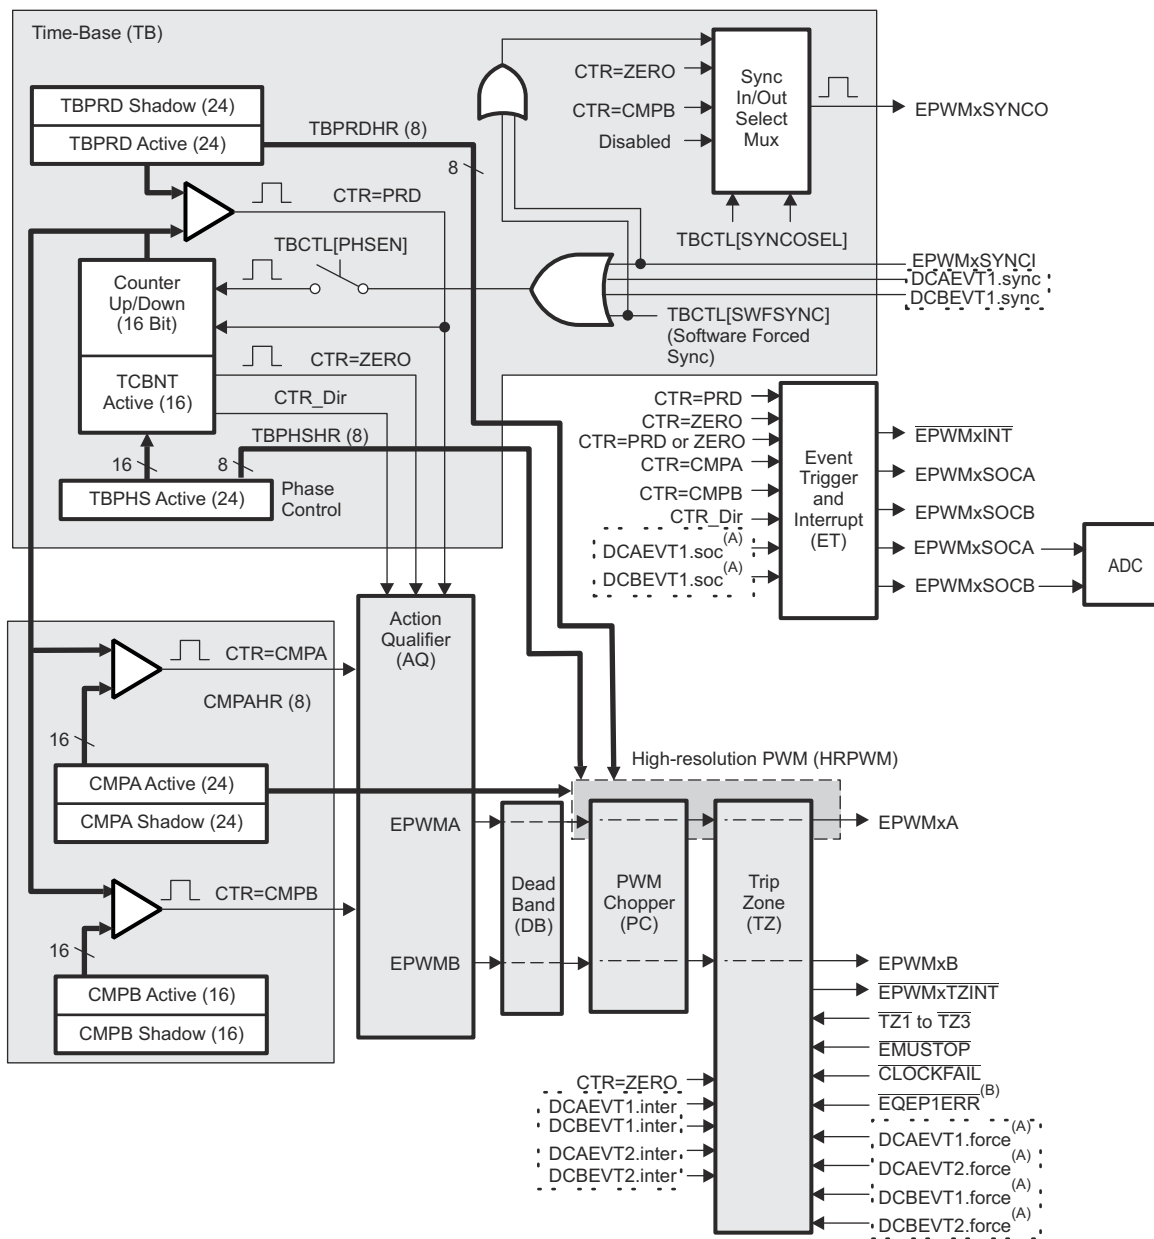 Time-Base (TB)
TBPRD Shadow (24)
TBPRD Active (24)
TBPRDHR (8)
8
CTR=PRD
TBCTL[PHSEN]
Counter
Up/Down
(16 Bit)
CTR=ZERO
TCBNT
Active (16)
CTR_Dir
TBPHSHR (8)
16
8
TBPHS Active (24)
Phase
Control
CTR=ZERO
CTR=CMPB
Disabled
Sync
In/Out
Select
Mux
EPWMxSYNCO
TBCTL[SYNCOSEL]
EPWMxSYNCI
DCAEVT1.sync
DCBEVT1.sync
TBCTL[SWFSYNC]
(Software Forced
Sync)
CTR=PRD
CTR=ZERO
CTR=PRD or ZERO
CTR=CMPA
CTR=CMPB
CTR_Dir
DCAEVT1.soc(A)
DCBEVT1.soc(A)
Event
Trigger
and
Interrupt
(ET)
EPWMxINT
EPWMxSOCA
EPWMxSOCB
EPWMxSOCA
EPWMxSOCB
ADC
Action
Qualifier
(AQ)
CTR=CMPA
CMPAHR (8)
16
CMPA Active (24)
CMPA Shadow (24)
CTR=CMPB
16
CMPB Active (16)
CMPB Shadow (16)
EPWMA
EPWMB
High-resolution PWM (HRPWM)
Dead
Band
(DB)
PWM
Chopper
(PC)
Trip
Zone
(TZ)
EPWMxA
EPWMxB
EPWMxTZINT
TZ1 to TZ3
EMUSTOP
CLOCKFAIL
EQEP1ERR(B)
DCAEVT1.force(A)
DCAEVT2.force(A)
DCBEVT1.force(A)
DCBEVT2.force(A)
CTR=ZERO
DCAEVT1.inter
DCBEVT1.inter
DCAEVT2.inter
DCBEVT2.inter